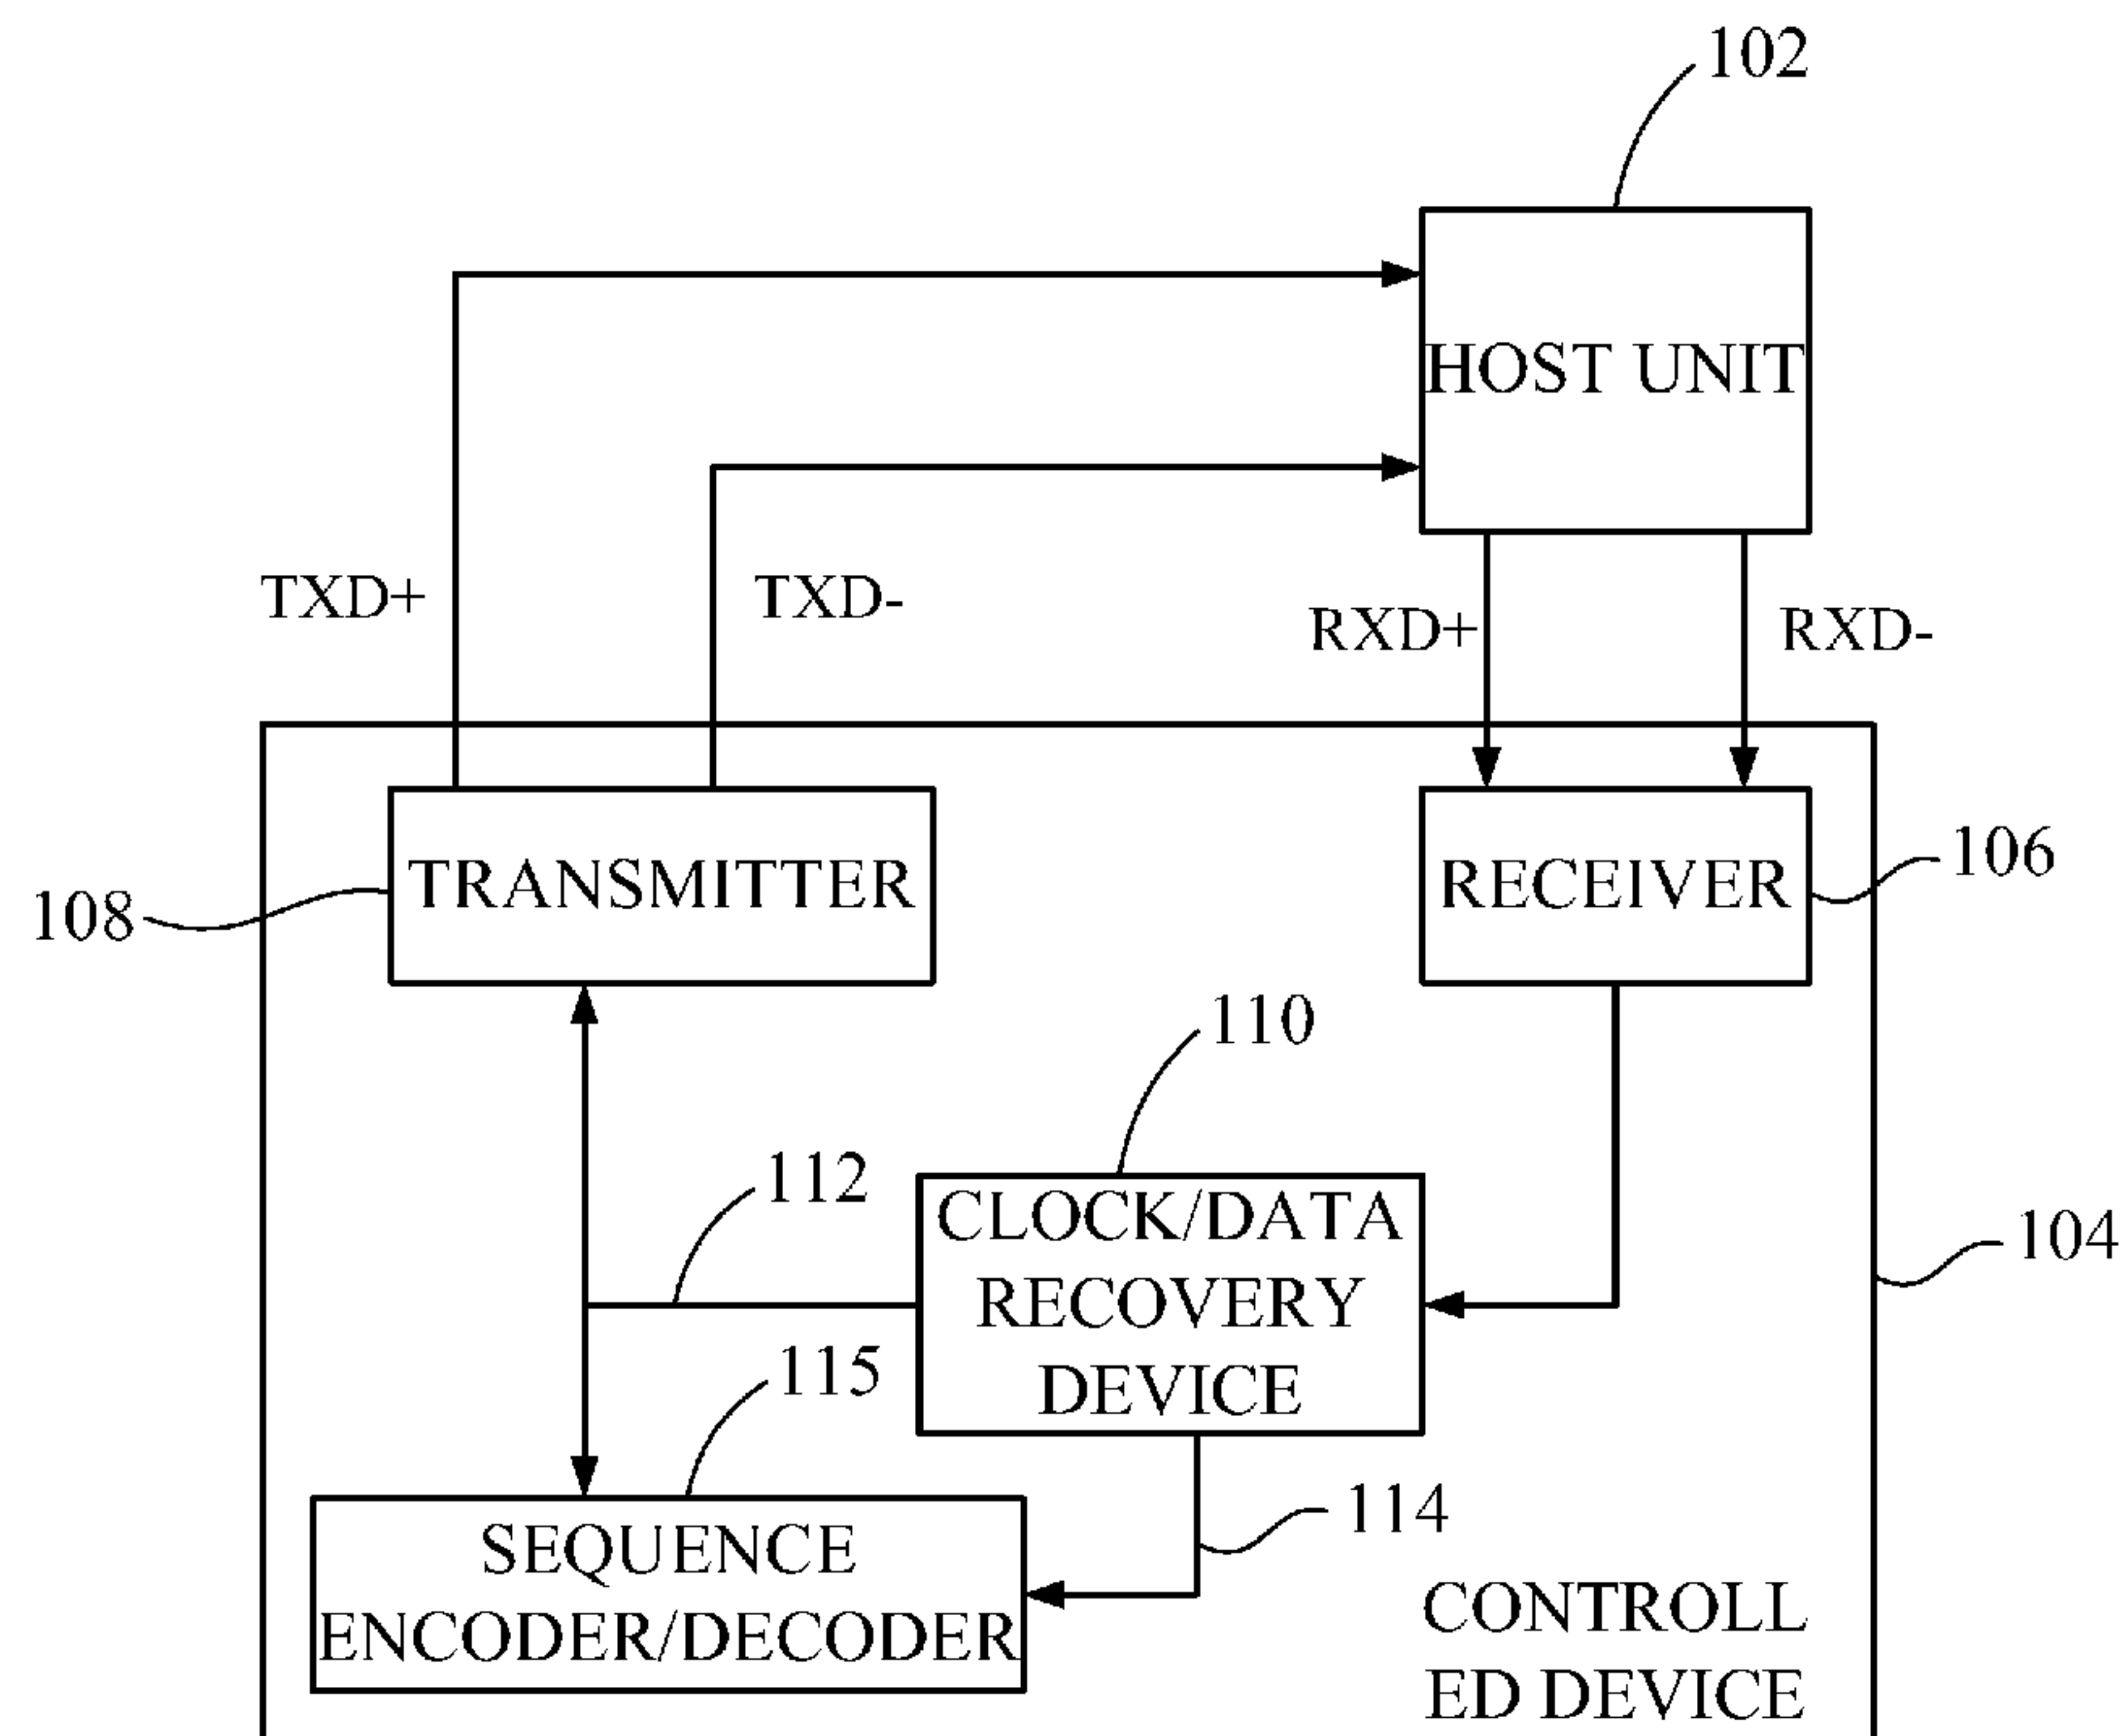 102
HOST UNIT
TXD+
TXD-
RXD+
RXD-
TRANSMITTER
RECEIVER
106
108
110
112
CLOCK/DATA
RECOVERY
DEVICE
104
115
114
SEQUENCE
ENCODER/DECODER
CONTROLL
ED DEVICE